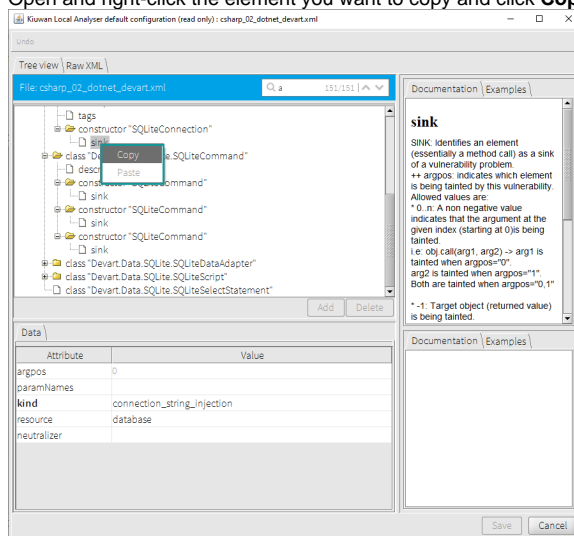 Open and right-click the element you want to copy and click Cop
Kiuwan Local Analyser default configuration (read only) : csharp_02_dotnet_devart.xml
Undo
Tree view
Raw XML
File: csharp_02_dotnet_devart.xml
a
151/151
tags
constructor "SQLiteConnection"
sink
class "De
e.SQLiteCommand"
Copy
Paste
descr
ommand"
sink
constructor "SQLiteCommand"
sink
class "Devart.Data.SQLite.SQLiteDataAdapter"
class "Devart.Data.SQLite.SQLiteScript"
class "Devart.Data.SQLite.SQLiteSelectStatement"
Add
Delete
Data
Attribute
Value
argpos
0
paramNames
kind
connection_string_injection
resource
database
neutralizer
Documentation
Examples
sink
SINK: Identifies an element
(essentially a method call) as a sink
of a vulnerability problem.
++ argpos: indicates which element
is being tainted by this vulnerability.
Allowed values are:
* 0..n: A non negative value
indicates that the argument at the
given index (starting at 0)is being
tainted.
i.e: obj.call(arg1, arg2) -> arg1 is
tainted when argpos="0".
arg2 is tainted when argpos="1".
Both are tainted when argpos="0,1"
* -1: Target object (returned value)
is being tainted.
Documentation
Examples
Save
Cancel